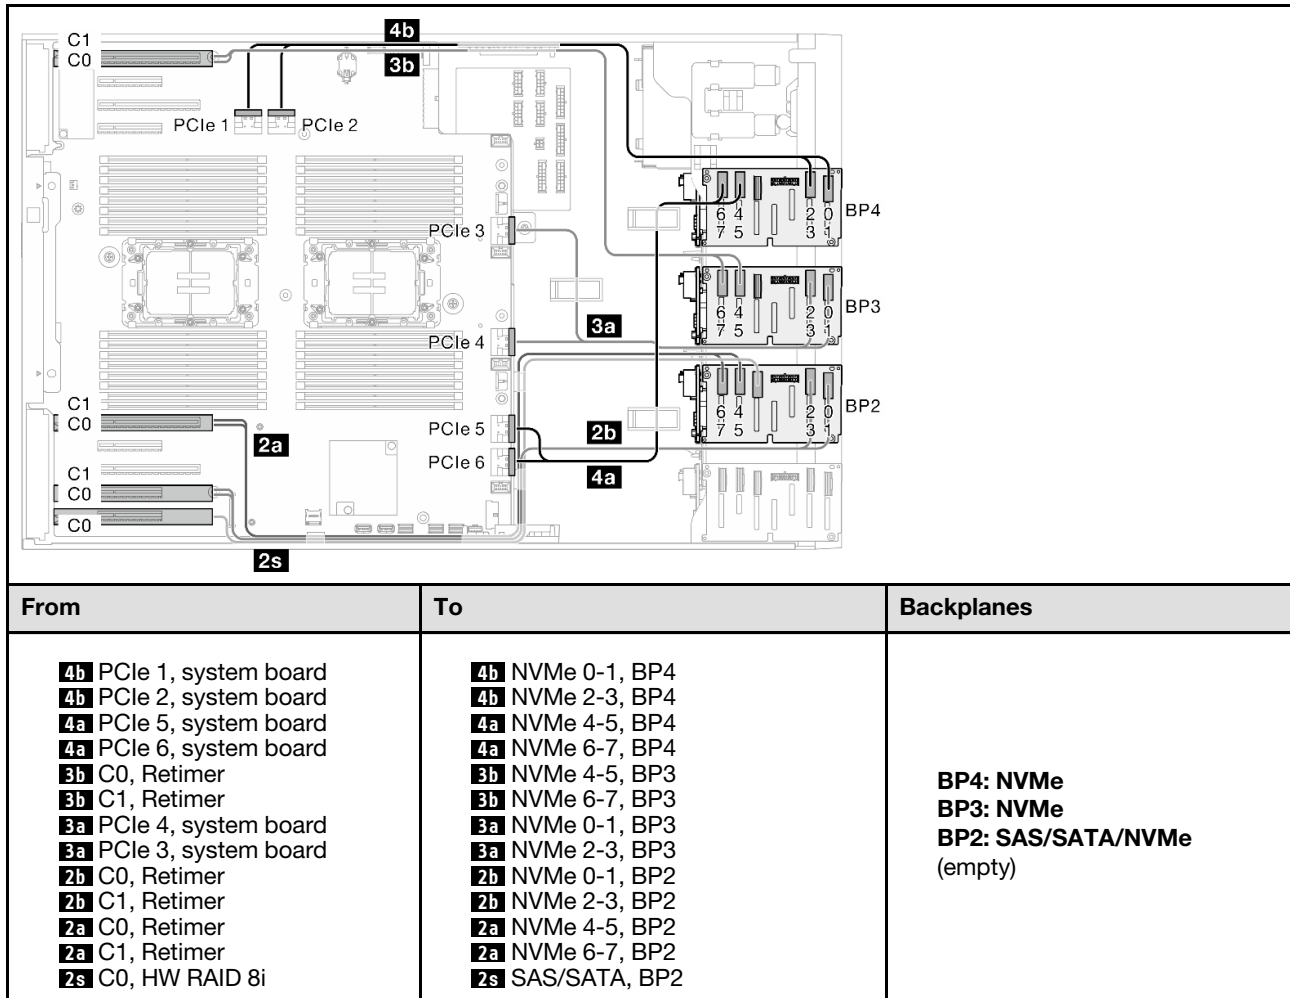 4b
C1
C0
3b
PCIe 1
PCIe 2
6 4 2 0
7 5 3 1
BP4
PCIe 3
6 4 2 0
7 5 3 1
BP3
3a
PCIe 4
C1
C0
2a
6 4 2 0
7 5 3 1
BP2
PCIe 5
2b
PCIe 6
4a
C1
C0
C0
2s
From
To
Backplanes
4b PCIe 1, system board
4b PCIe 2, system board
4a PCIe 5, system board
4a PCIe 6, system board
3b C0, Retimer
3b C1, Retimer
3a PCIe 4, system board
3a PCIe 3, system board
2b C0, Retimer
2b C1, Retimer
2a C0, Retimer
2a C1, Retimer
2s C0, HW RAID 8i
4b NVMe 0-1, BP4
4b NVMe 2-3, BP4
4a NVMe 4-5, BP4
4a NVMe 6-7, BP4
3b NVMe 4-5, BP3
3b NVMe 6-7, BP3
3a NVMe 0-1, BP3
3a NVMe 2-3, BP3
2b NVMe 0-1, BP2
2b NVMe 2-3, BP2
2a NVMe 4-5, BP2
2a NVMe 6-7, BP2
2s SAS/SATA, BP2
BP4: NVMe
BP3: NVMe
BP2: SAS/SATA/NVMe
(empty)